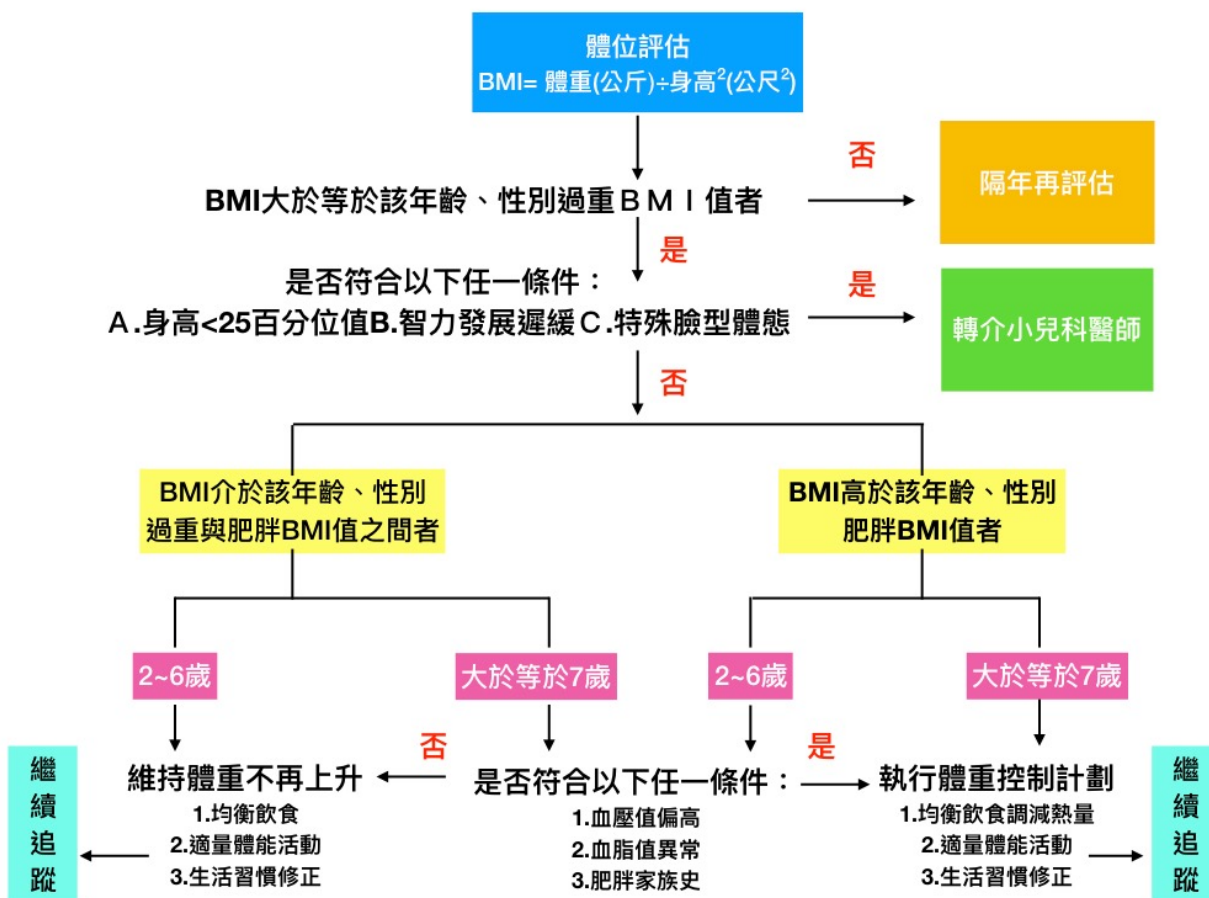 體位評估
BMI= 體重(公斤)÷身高²(公尺²)
否
隔年再評估
BMI大於等於該年齡、性別過重ＢＭＩ值者
是
是否符合以下任一條件：
是
Ａ.身高<25百分位值B.智力發展遲緩Ｃ.特殊臉型體態
轉介小兒科醫師
否
BMI介於該年齡、性別
過重與肥胖BMI值之間者
BMI高於該年齡、性別
肥胖BMI值者
2~6歲
大於等於7歲
2~6歲
大於等於7歲
繼續追蹤
維持體重不再上升
1.均衡飲食
2.適量體能活動
3.生活習慣修正
否
是否符合以下任一條件：
1.血壓值偏高
2.血脂值異常
3.肥胖家族史
是
執行體重控制計劃
1.均衡飲食調減熱量
2.適量體能活動
3.生活習慣修正
繼續追蹤